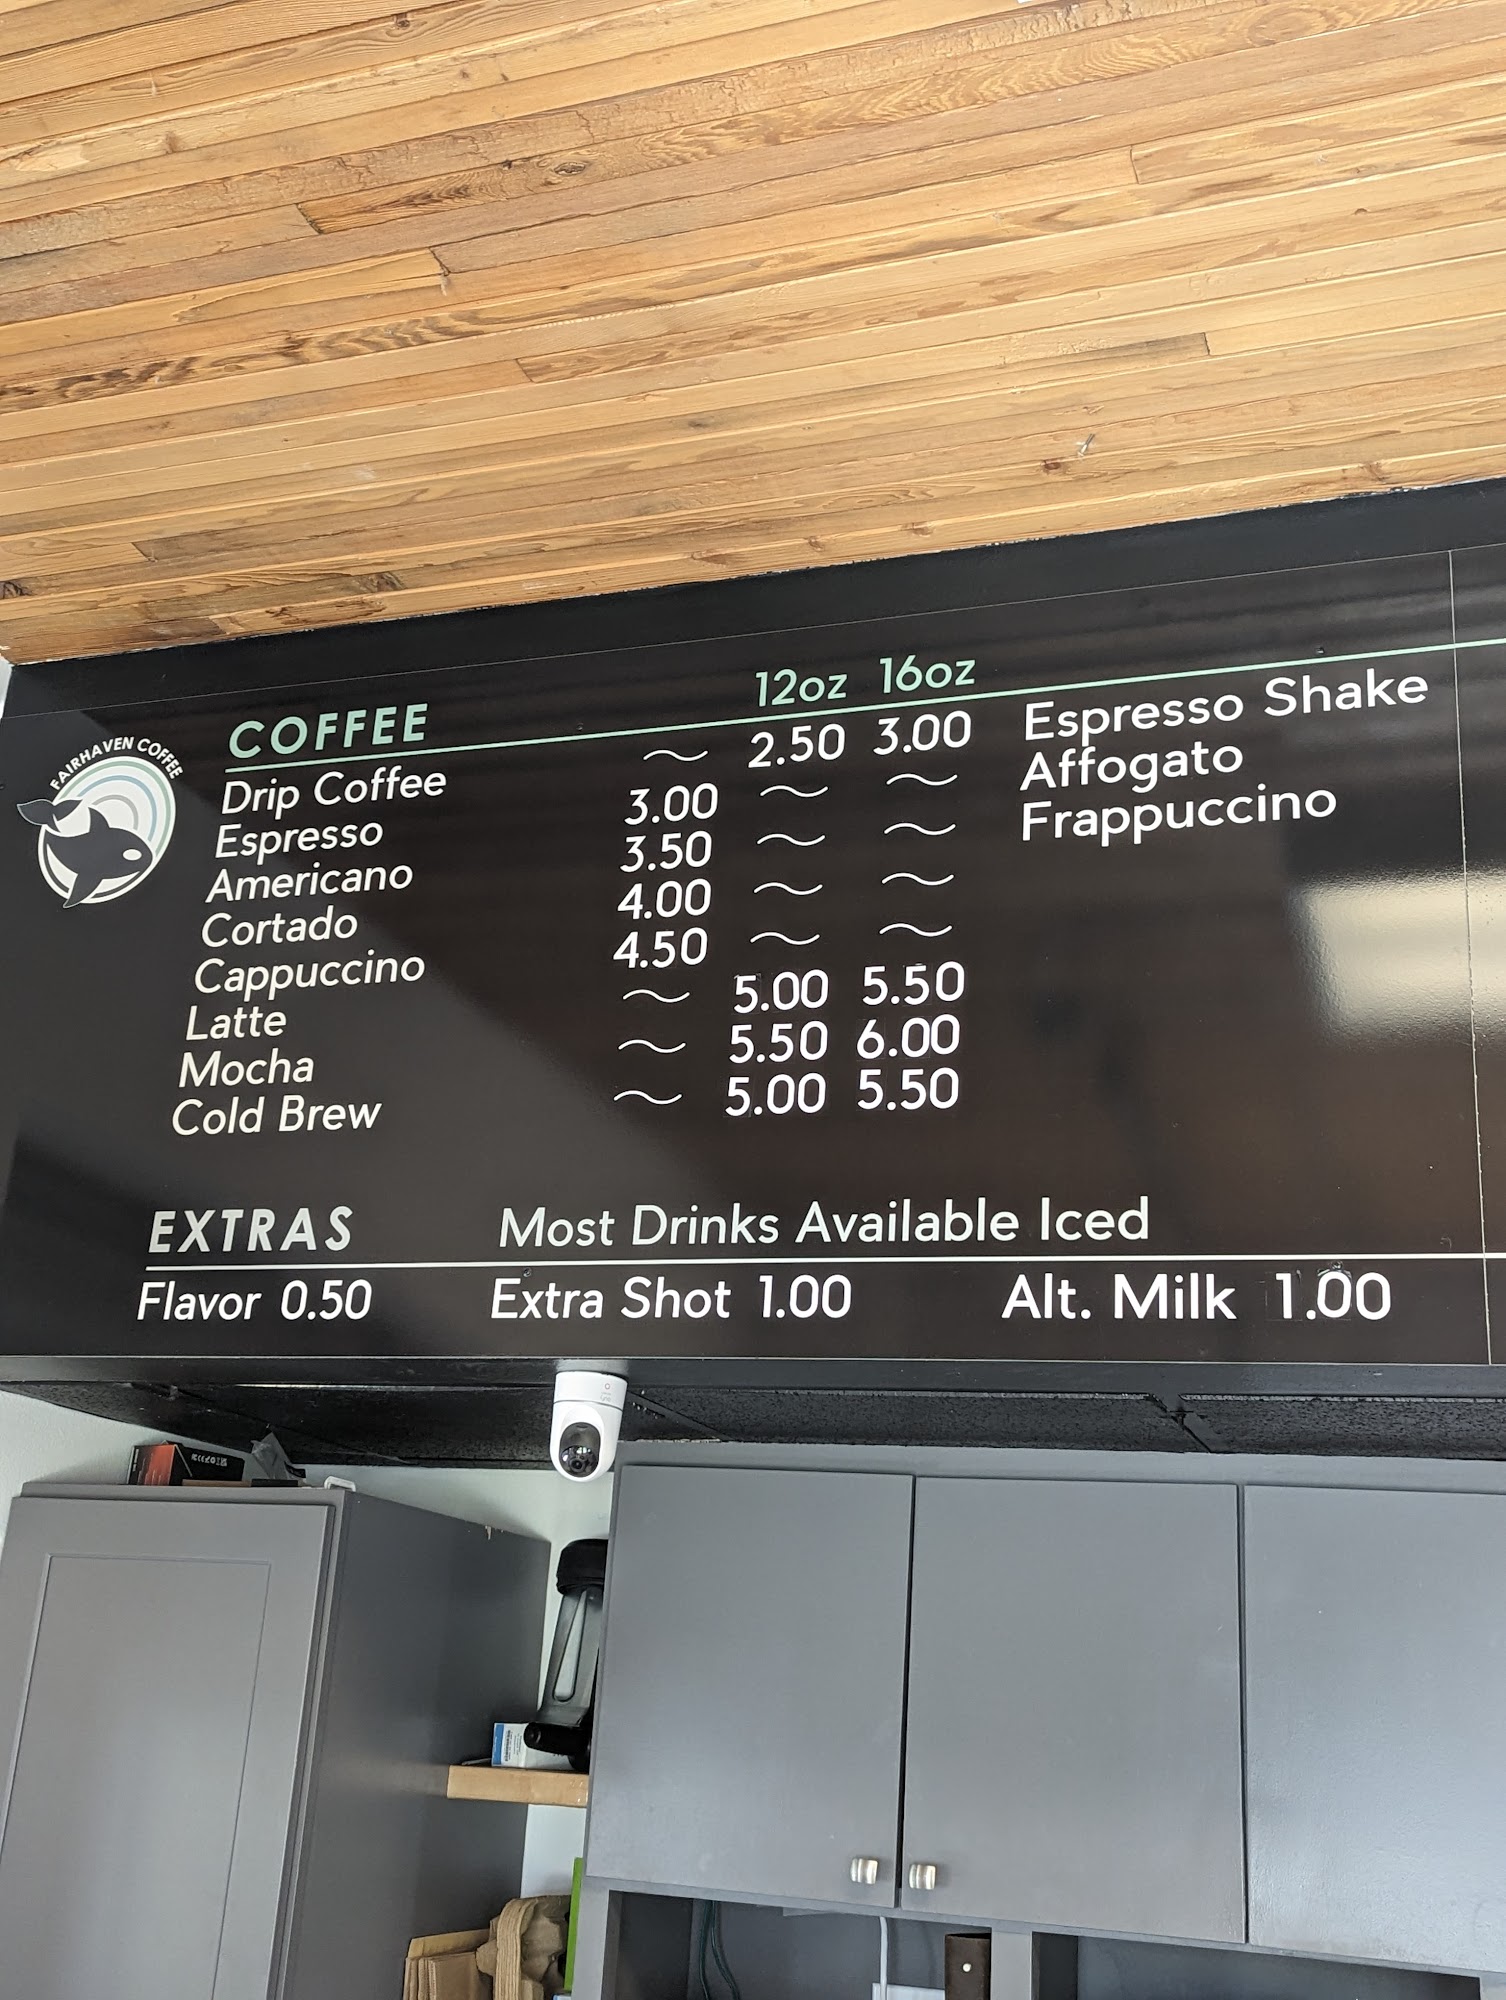 FAIRHAVEN COFFEE
COFFEE 12oz 16oz
Drip Coffee ~ 2.50 3.00
Espresso 3.00 ~ ~
Americano 3.50 ~ ~
Cortado 4.00 ~ ~
Cappuccino 4.50 ~ ~
Latte ~ 5.00 5.50
Mocha ~ 5.50 6.00
Cold Brew ~ 5.00 5.50
Espresso Shake
Affogato
Frappuccino
EXTRAS Most Drinks Available Iced
Flavor 0.50 Extra Shot 1.00 Alt. Milk 1.00